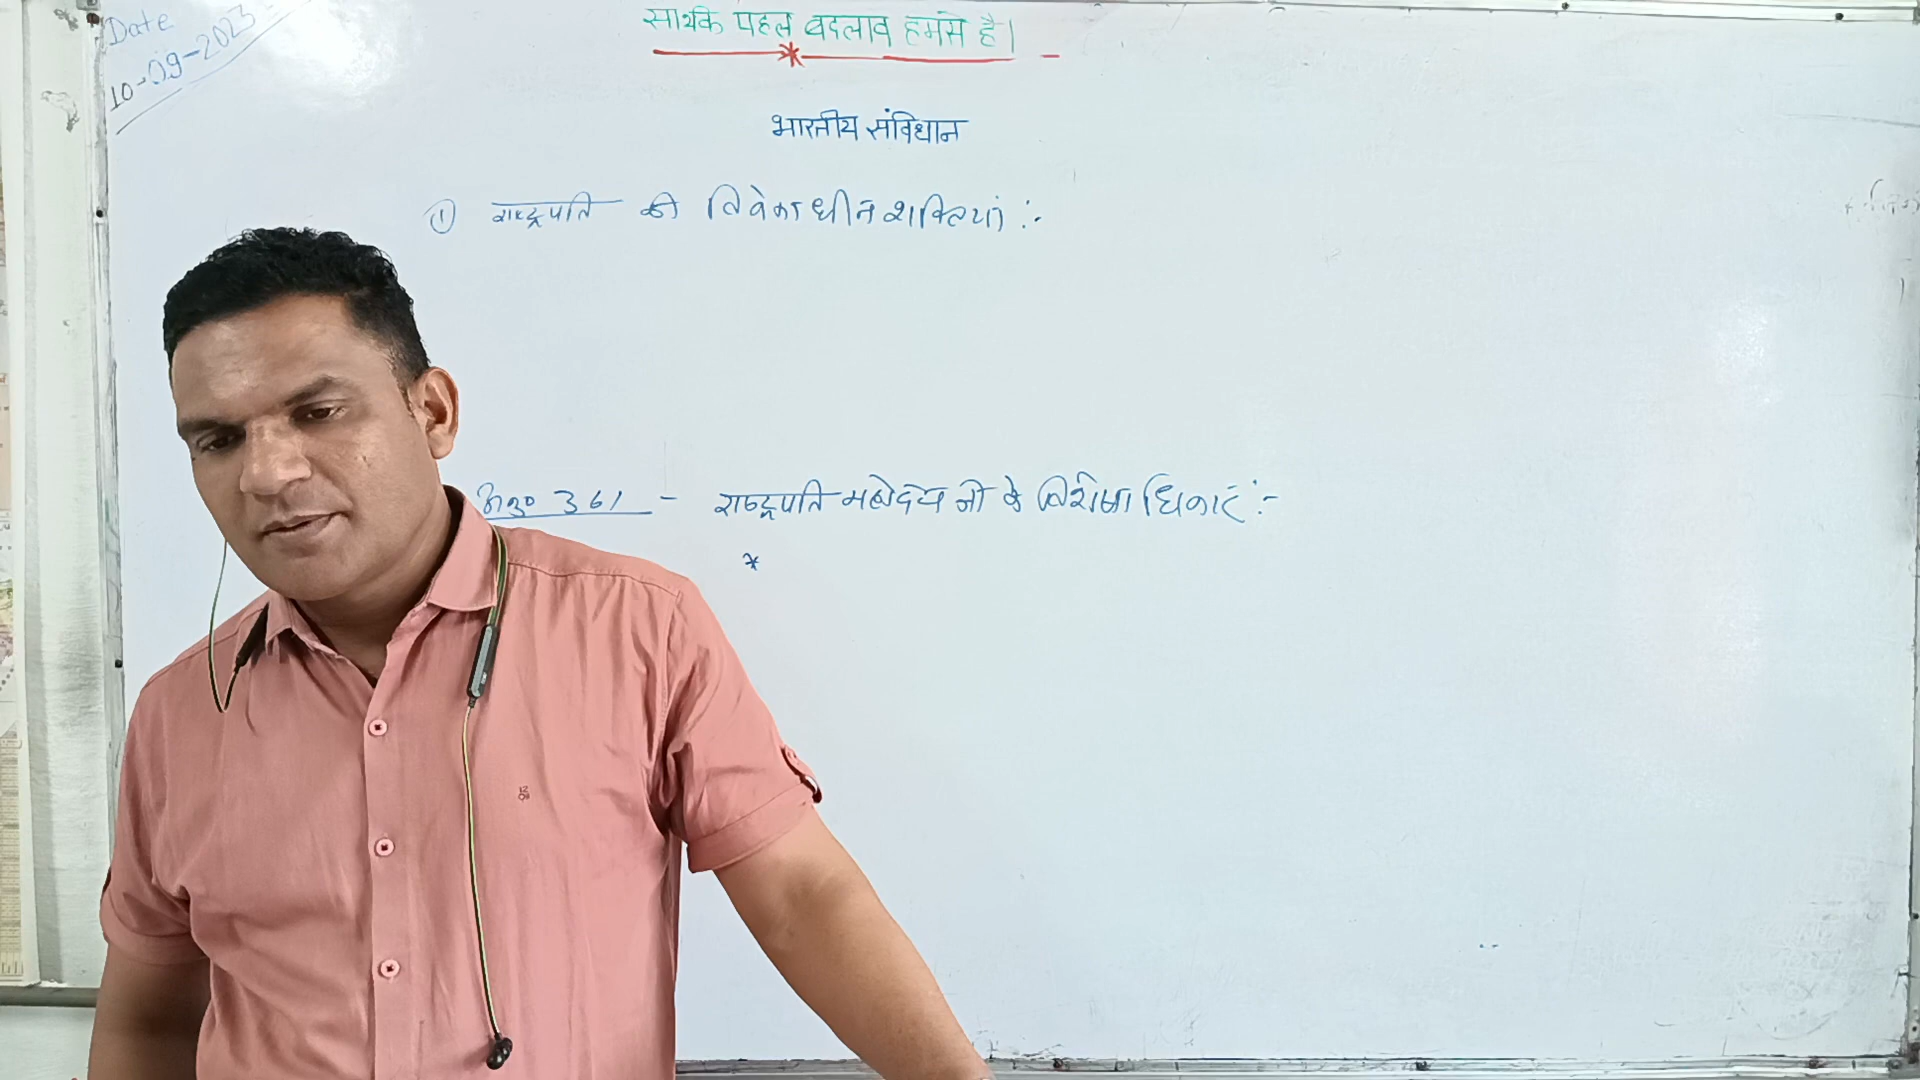 Date
10-09-2023
सार्थक पहल बदलाव हमसे है।
भारतीय संविधान
① राष्ट्रपति की विवेकाधीन शक्तियां :-
अनु० 361 - राष्ट्रपति महोदय जी के विशेषाधिकार :-
*